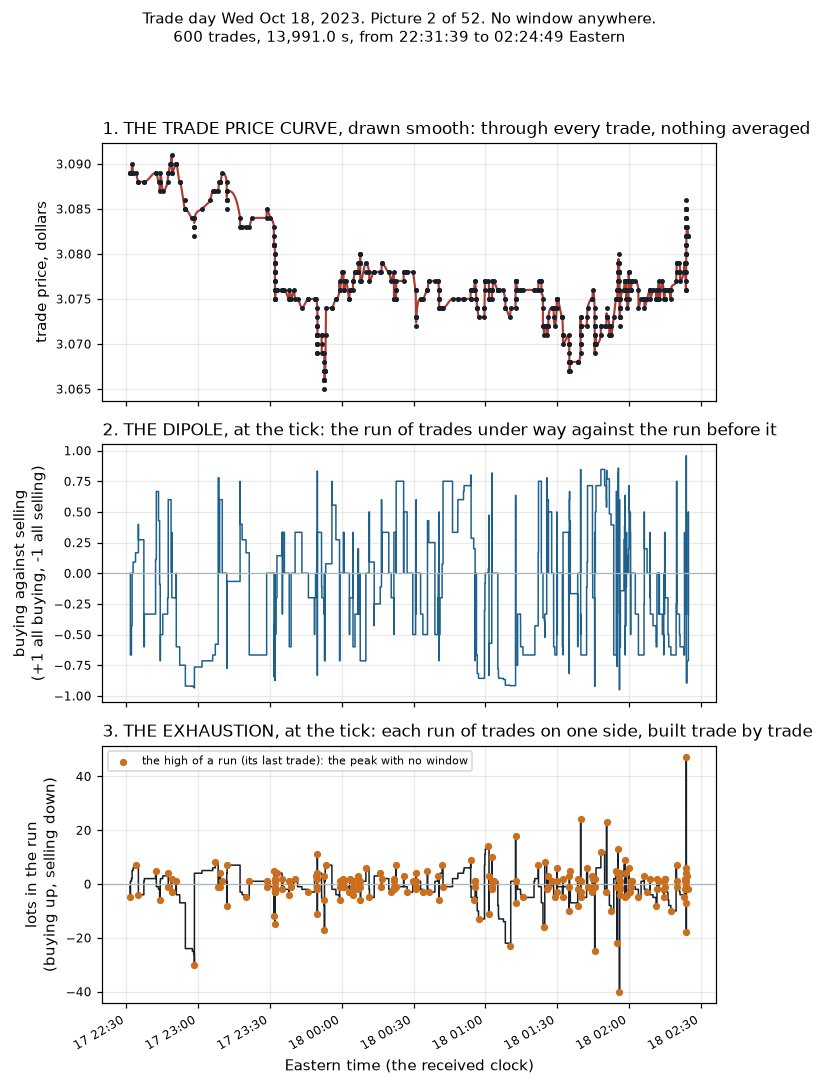 Trade day Wed Oct 18, 2023. Picture 2 of 52. No window anywhere.
600 trades, 13,991.0 s, from 22:31:39 to 02:24:49 Eastern
1. THE TRADE PRICE CURVE, drawn smooth: through every trade, nothing averaged
trade price, dollars
3.090
3.085
3.080
3.075
3.070
3.065
2. THE DIPOLE, at the tick: the run of trades under way against the run before it
buying against selling
(+1 all buying, -1 all selling)
1.00
0.75
0.50
0.25
0.00
−0.25
−0.50
−0.75
−1.00
3. THE EXHAUSTION, at the tick: each run of trades on one side, built trade by trade
the high of a run (its last trade): the peak with no window
lots in the run
(buying up, selling down)
40
20
0
−20
−40
17 22:30
17 23:00
17 23:30
18 00:00
18 00:30
18 01:00
18 01:30
18 02:00
18 02:30
Eastern time (the received clock)